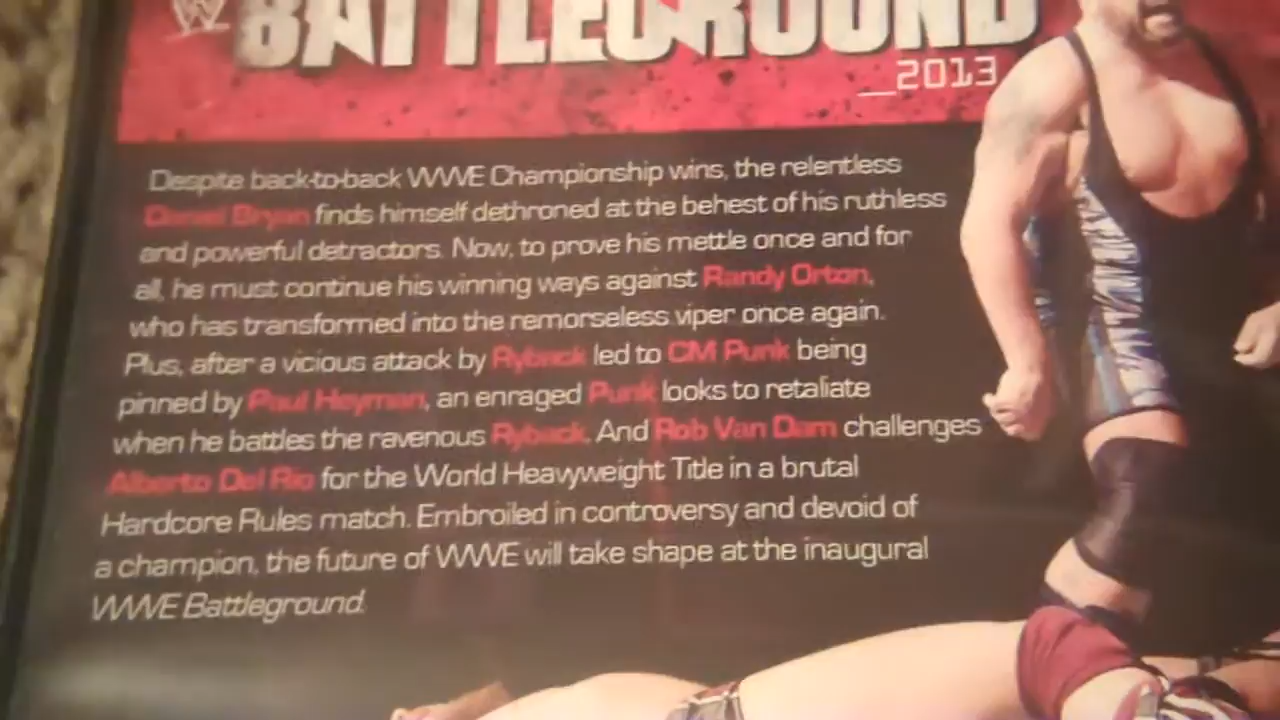 W
BATTLEGROUND
_2013
Despite back-to-back WWE Championship wins, the relentless
Daniel Bryan finds himself dethroned at the behest of his ruthless
and powerful detractors. Now, to prove his mettle once and for
all, he must continue his winning ways against Randy Orton,
who has transformed into the remorseless viper once again.
Plus, after a vicious attack by Ryback led to CM Punk being
pinned by Paul Heyman, an enraged Punk looks to retaliate
when he battles the ravenous Ryback. And Rob Van Dam challenges
Alberto Del Rio for the World Heavyweight Title in a brutal
Hardcore Rules match. Embroiled in controversy and devoid of
a champion, the future of WWE will take shape at the inaugural
WWE Battleground.